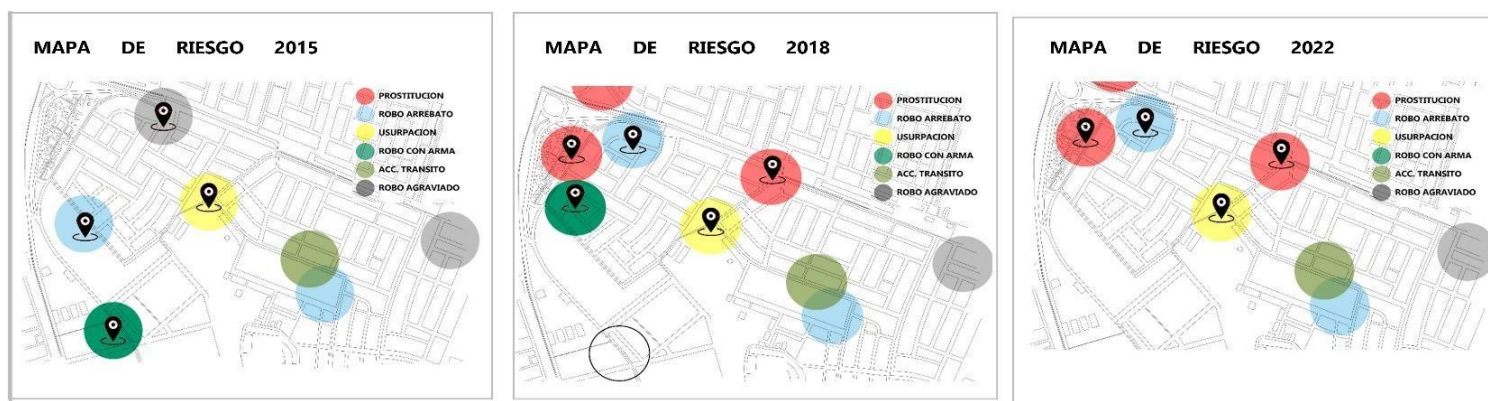 MAPA DE RIESGO 2015
PROSTITUCION
ROBO ARREBATO
USURPACION
ROBO CON ARMA
ACC. TRANSITO
ROBO AGRAVIADO
MAPA DE RIESGO 2018
PROSTITUCION
ROBO ARREBATO
USURPACION
ROBO CON ARMA
ACC. TRANSITO
ROBO AGRAVIADO
MAPA DE RIESGO 2022
PROSTITUCION
ROBO ARREBATO
USURPACION
ROBO CON ARMA
ACC. TRANSITO
ROBO AGRAVIADO